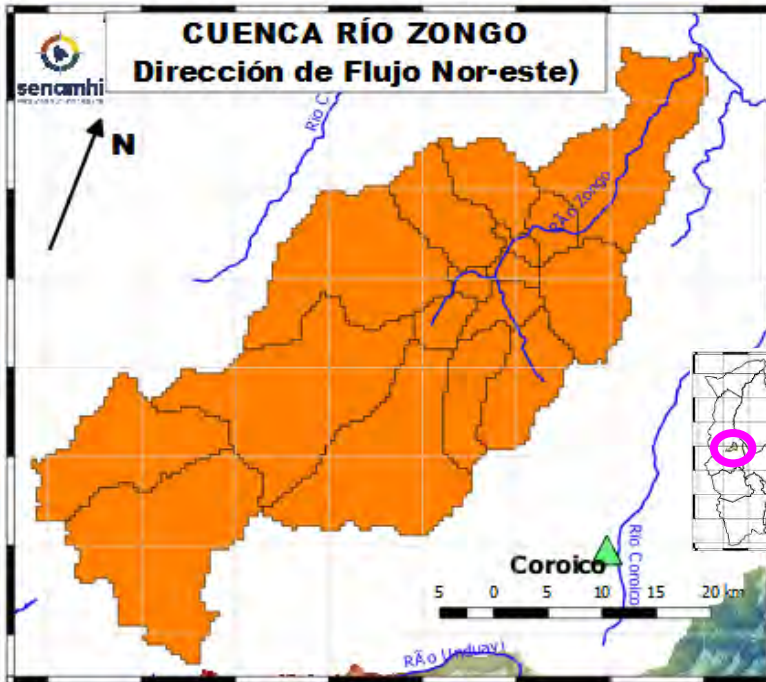 CUENCA RÍO ZONGO
Dirección de Flujo Nor-este)
senamhi
Río C
N
RÃo Zongo
Coroico
Río Coroico
5 0 5 10 15 20 km
RÃo Unduavi